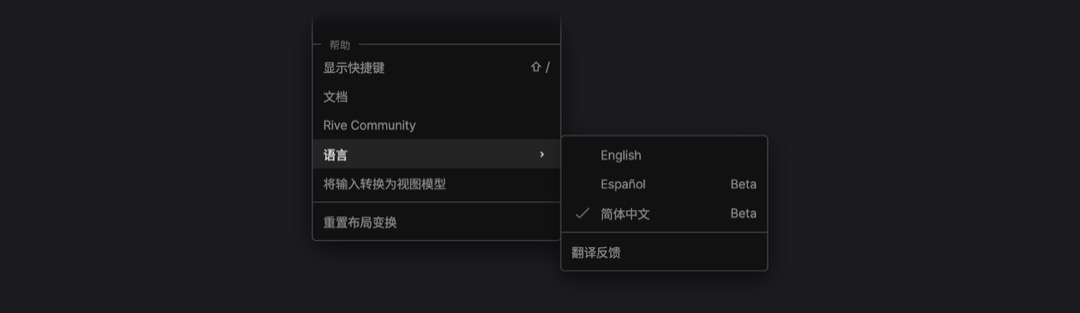 帮助
显示快捷键 ⇧ /
文档
Rive Community
语言 ›
将输入转换为视图模型
重置布局变换
English
Español Beta
简体中文 Beta
翻译反馈